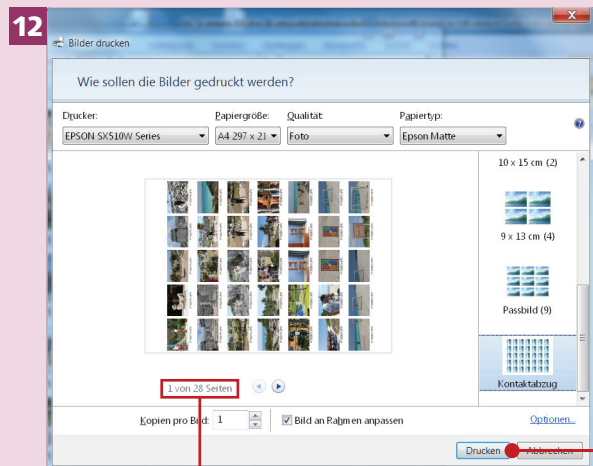 12
Bilder drucken
Wie sollen die Bilder gedruckt werden?
Drucker: Papiergröße: Qualität: Papiertyp:
EPSON SX510W Series A4 297 x 21 Foto Epson Matte
10 x 15 cm (2)
9 x 13 cm (4)
Passbild (9)
Kontaktabzug
1 von 28 Seiten
Kopien pro Bild: 1 Bild an Rahmen anpassen Optionen...
Drucken Abbrechen